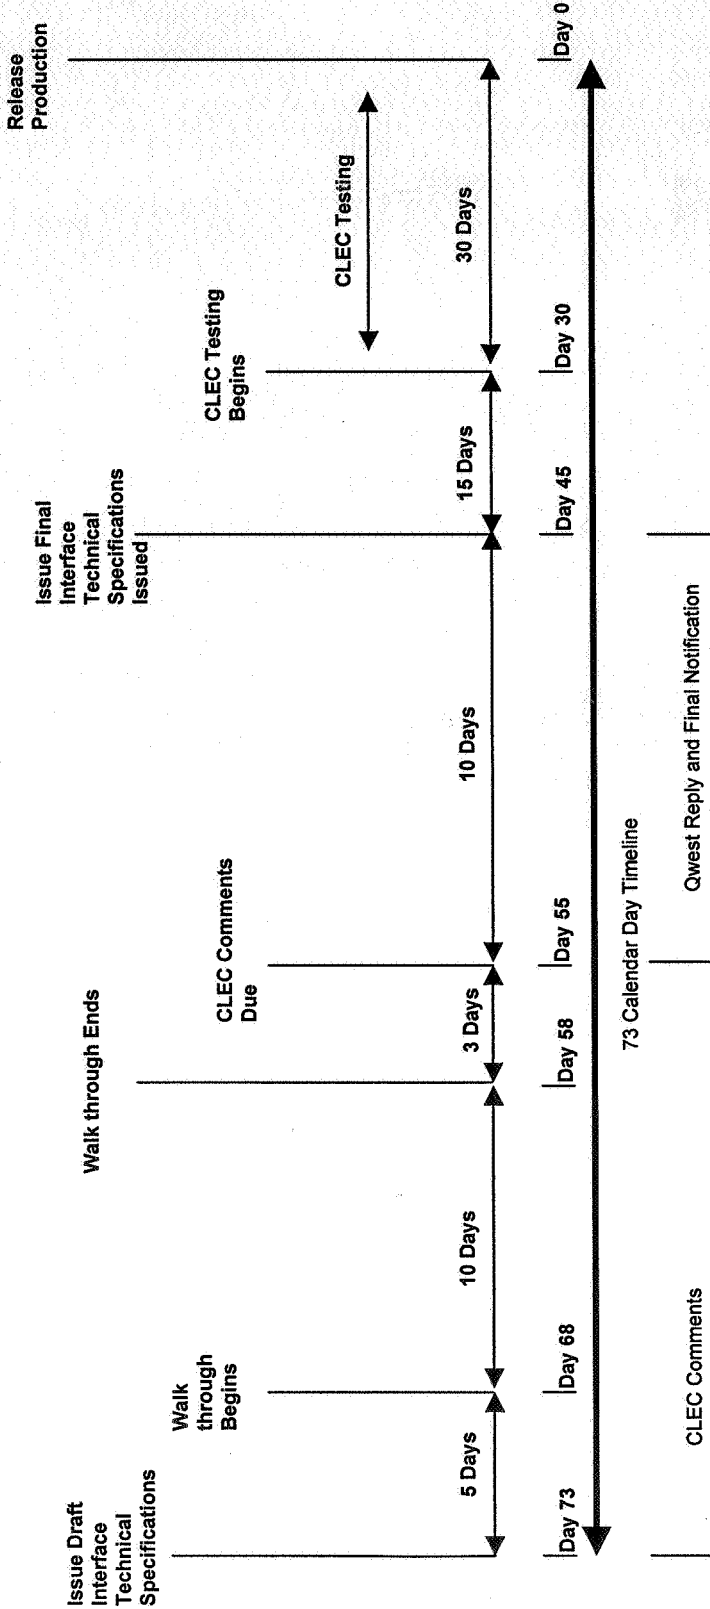 Issue Draft
Interface
Technical
Specifications
Walk
through
Begins
Walk through Ends
CLEC Comments
Due
Issue Final
Interface
Technical
Specifications
Issued
CLEC Testing
Begins
CLEC Testing
Release
Production
5 Days
10 Days
3 Days
10 Days
15 Days
30 Days
Day 73
Day 68
Day 58
Day 55
Day 45
Day 30
Day 0
73 Calendar Day Timeline
CLEC Comments
Qwest Reply and Final Notification